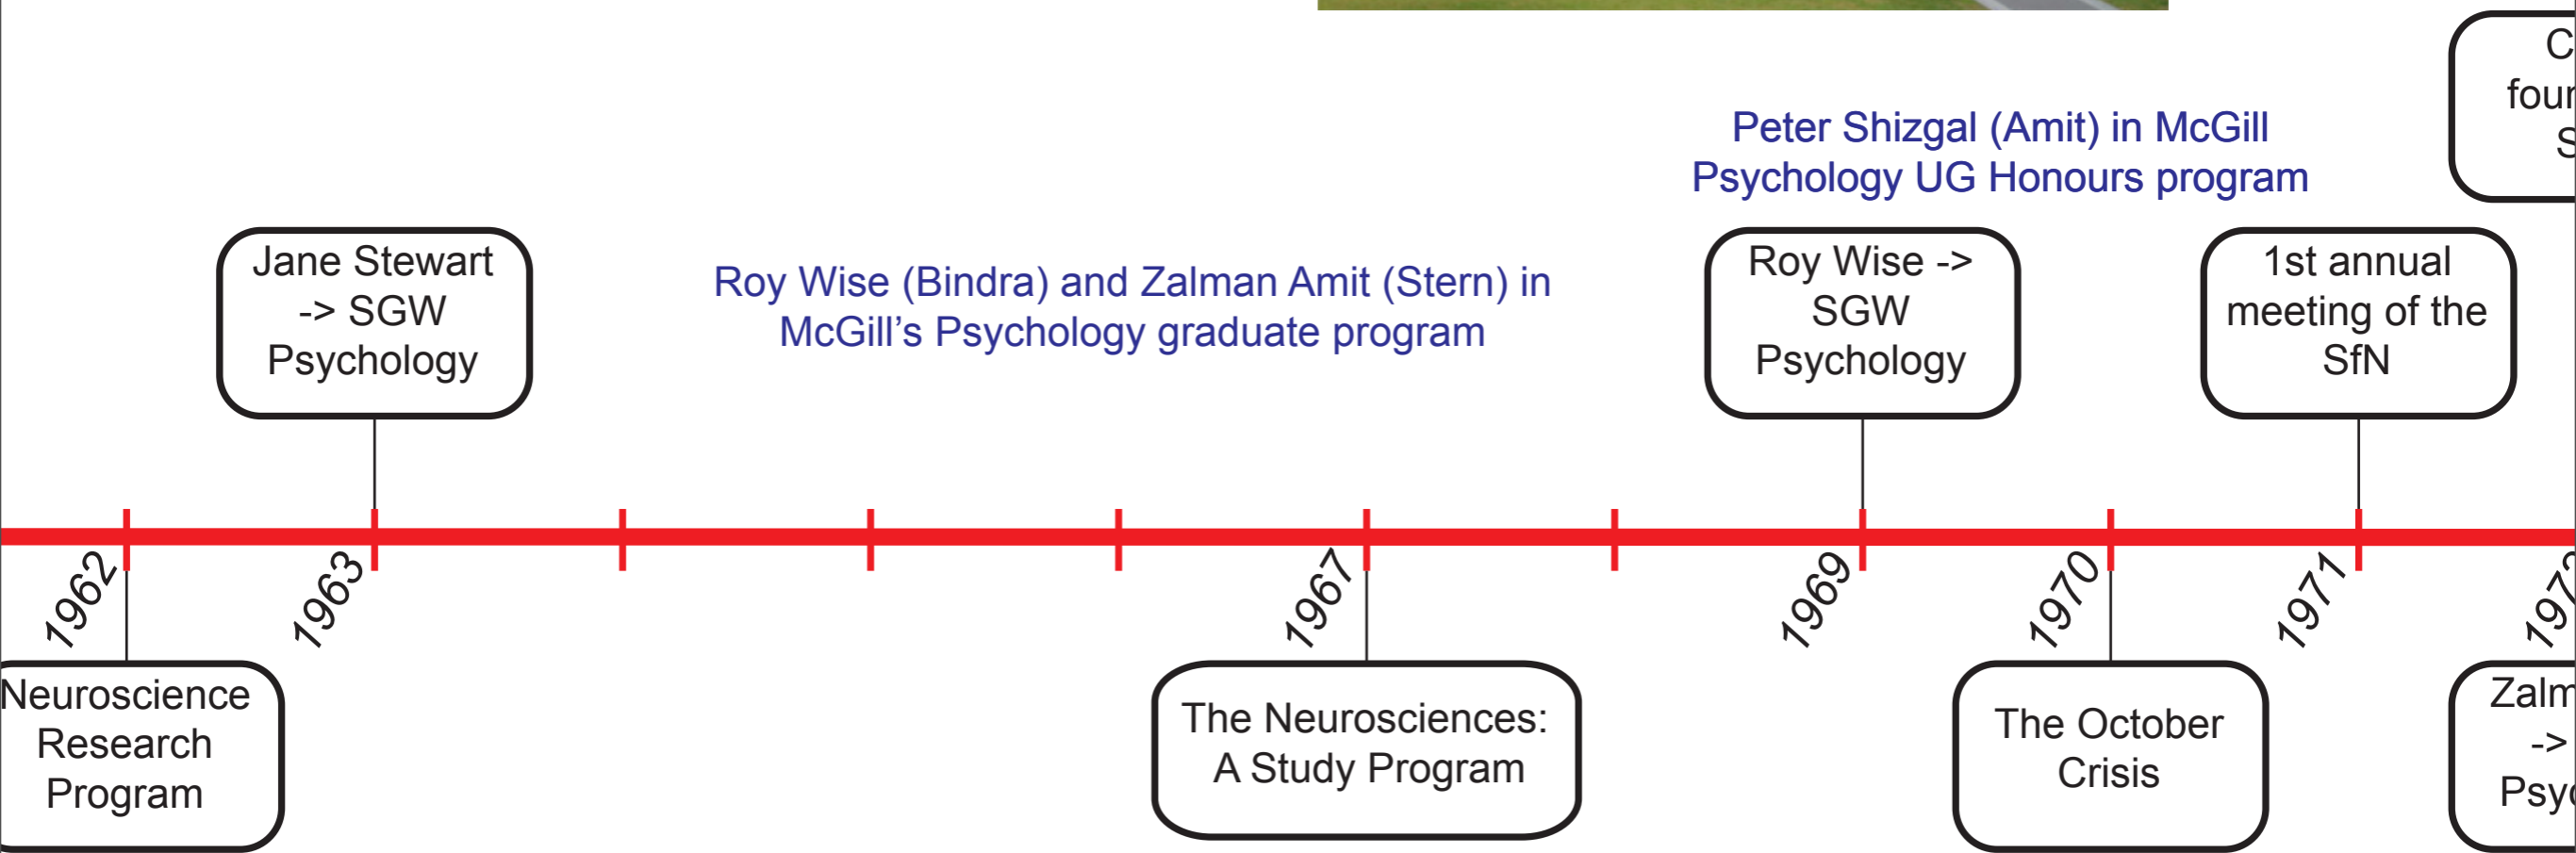 Peter Shizgal (Amit) in McGill
Psychology UG Honours program
Jane Stewart
-> SGW
Psychology
Roy Wise (Bindra) and Zalman Amit (Stern) in
McGill’s Psychology graduate program
Roy Wise ->
SGW
Psychology
1st annual
meeting of the
SfN
1962
1963
1967
1969
1970
1971
Neuroscience
Research
Program
The Neurosciences:
A Study Program
The October
Crisis
->